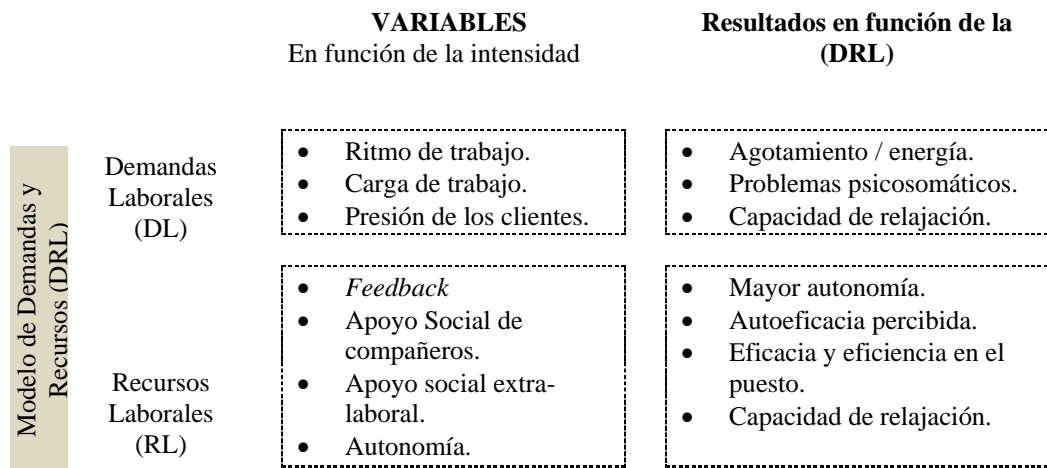 VARIABLES
En función de la intensidad
Resultados en función de la
(DRL)
Modelo de Demandas y
Recursos (DRL)
Demandas
Laborales
(DL)
• Ritmo de trabajo.
• Carga de trabajo.
• Presión de los clientes.
• Agotamiento / energía.
• Problemas psicosomáticos.
• Capacidad de relajación.
Recursos
Laborales
(RL)
• Feedback
• Apoyo Social de
compañeros.
• Apoyo social extra-
laboral.
• Autonomía.
• Mayor autonomía.
• Autoeficacia percibida.
• Eficacia y eficiencia en el
puesto.
• Capacidad de relajación.